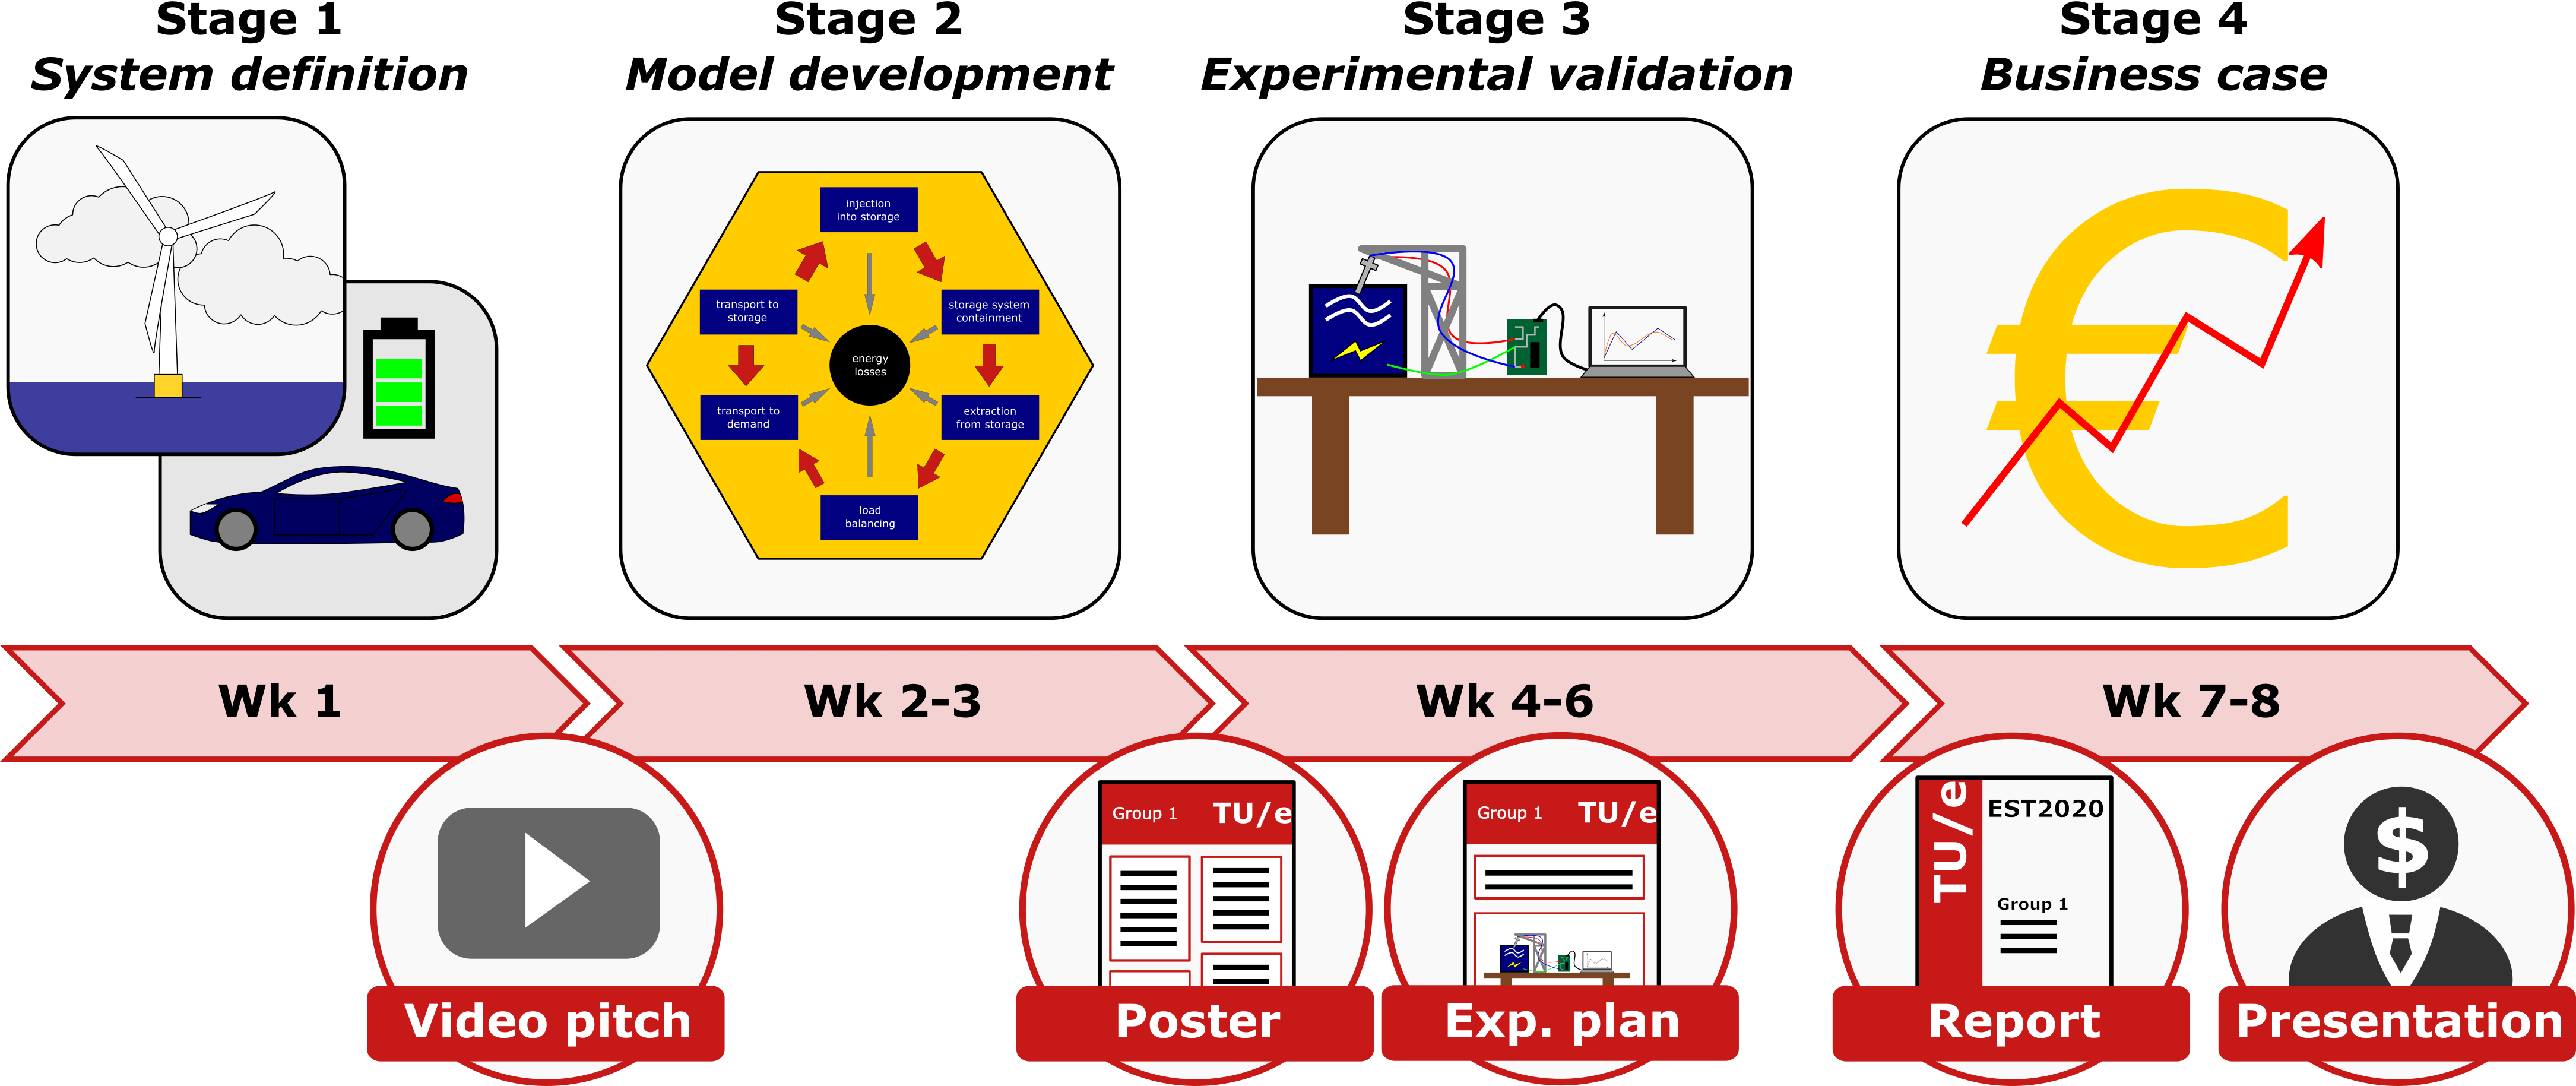 Stage 1
System definition
Stage 2
Model development
Stage 3
Experimental validation
Stage 4
Business case
injection
into storage
transport to
storage
storage system
containment
energy
losses
transport to
demand
extraction
from storage
load
balancing
Wk 1
Wk 2-3
Wk 4-6
Wk 7-8
Video pitch
Group 1 TU/e
Poster
Group 1 TU/e
Exp. plan
TU/e
EST2020
Group 1
Report
$
Presentation